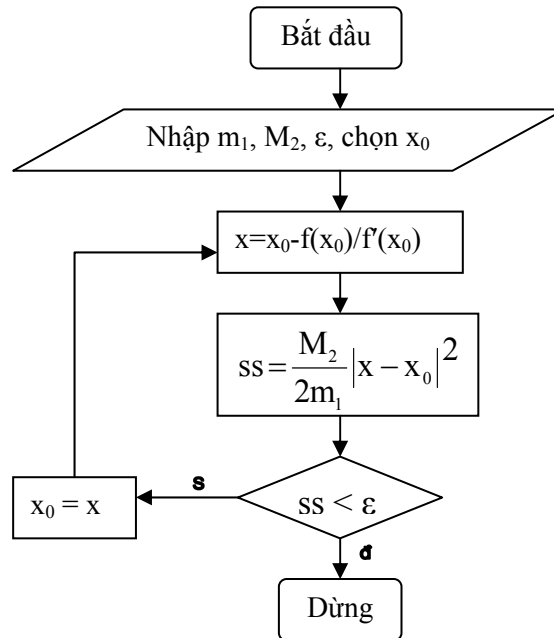 Bắt đầu
Nhập m₁, M₂, ε, chọn x₀
x=x₀-f(x₀)/f'(x₀)
ss = M₂/2m₁ |x − x₀|²
ss < ε
s
x₀ = x
đ
Dừng